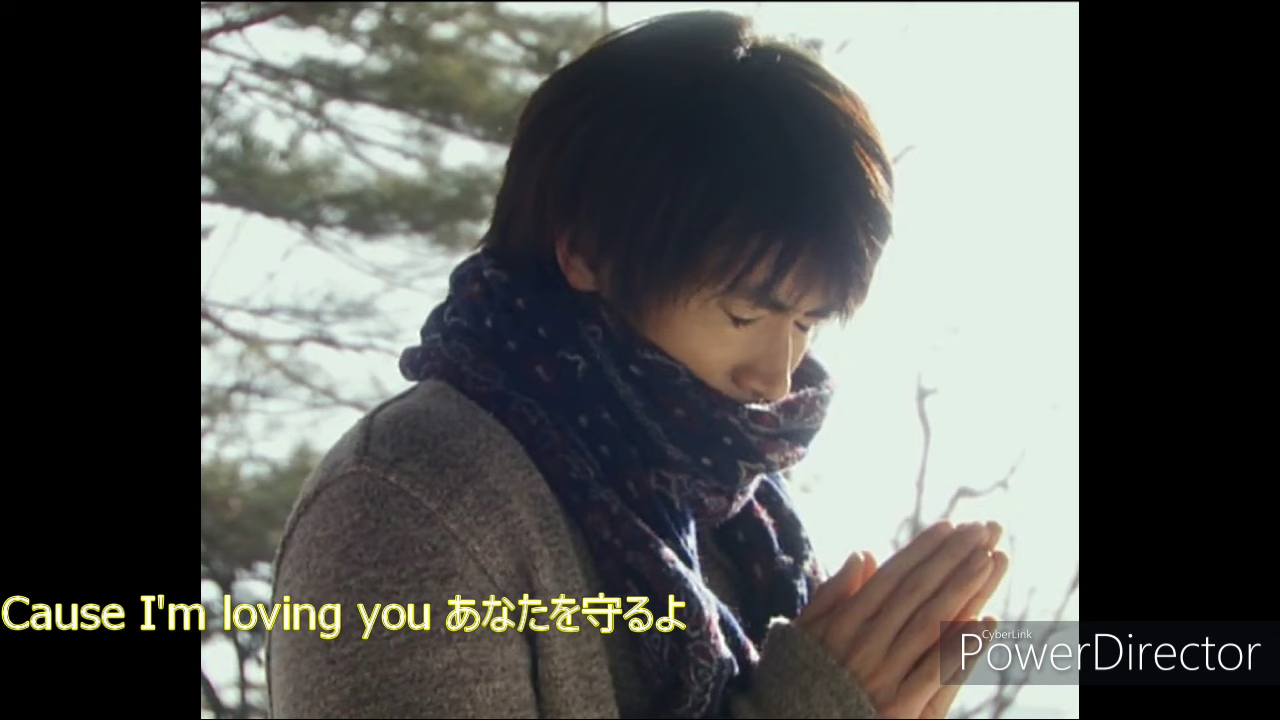 Cause I'm loving you あなたを守るよ
CyberLink
PowerDirector